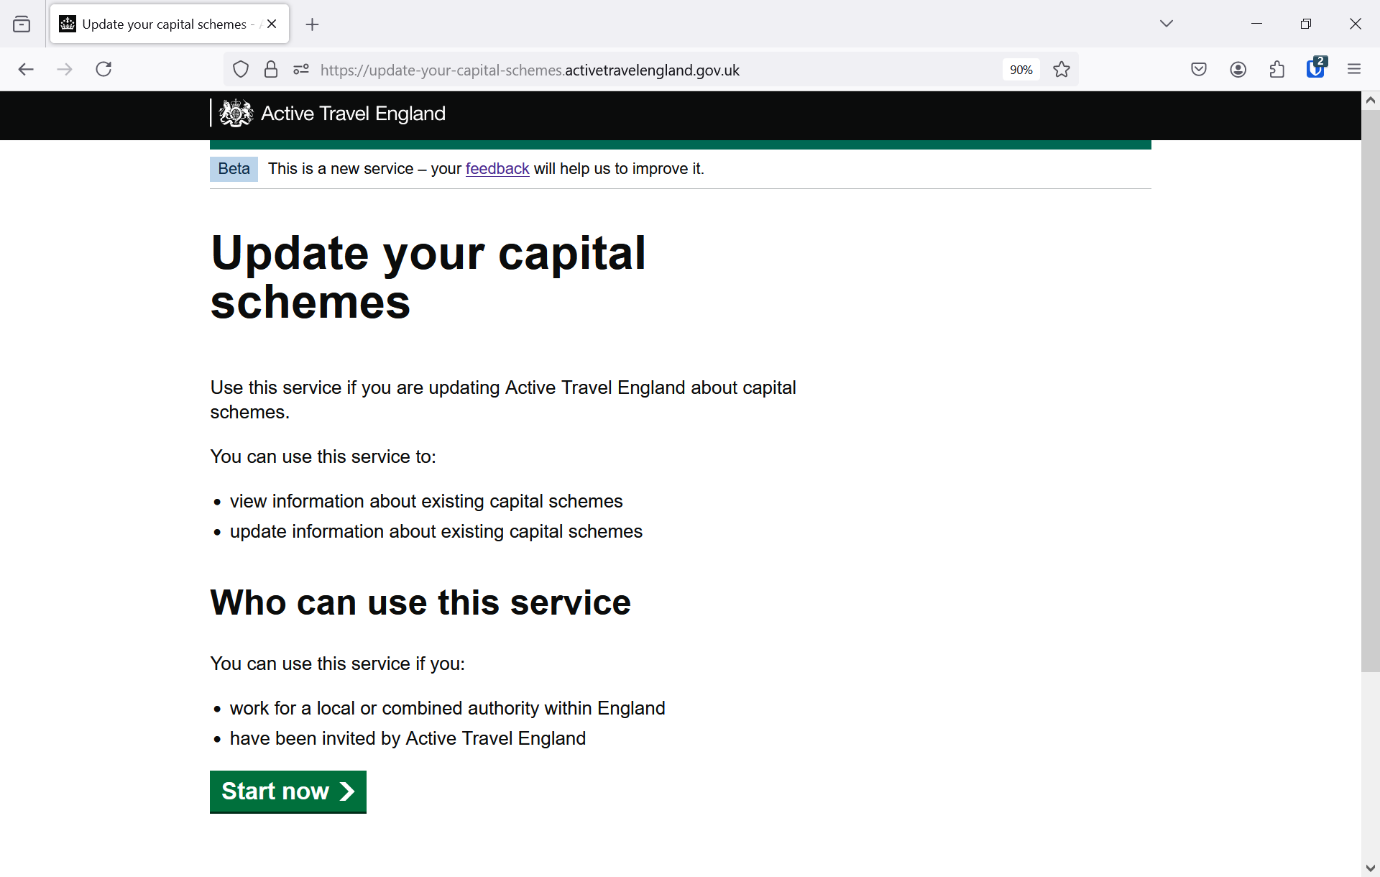 Update your capital schemes - A
https://update-your-capital-schemes.activetravelengland.gov.uk
90%
2
Active Travel England
Beta This is a new service – your feedback will help us to improve it.
Update your capital
schemes
Use this service if you are updating Active Travel England about capital
schemes.
You can use this service to:
• view information about existing capital schemes
• update information about existing capital schemes
Who can use this service
You can use this service if you:
• work for a local or combined authority within England
• have been invited by Active Travel England
Start now